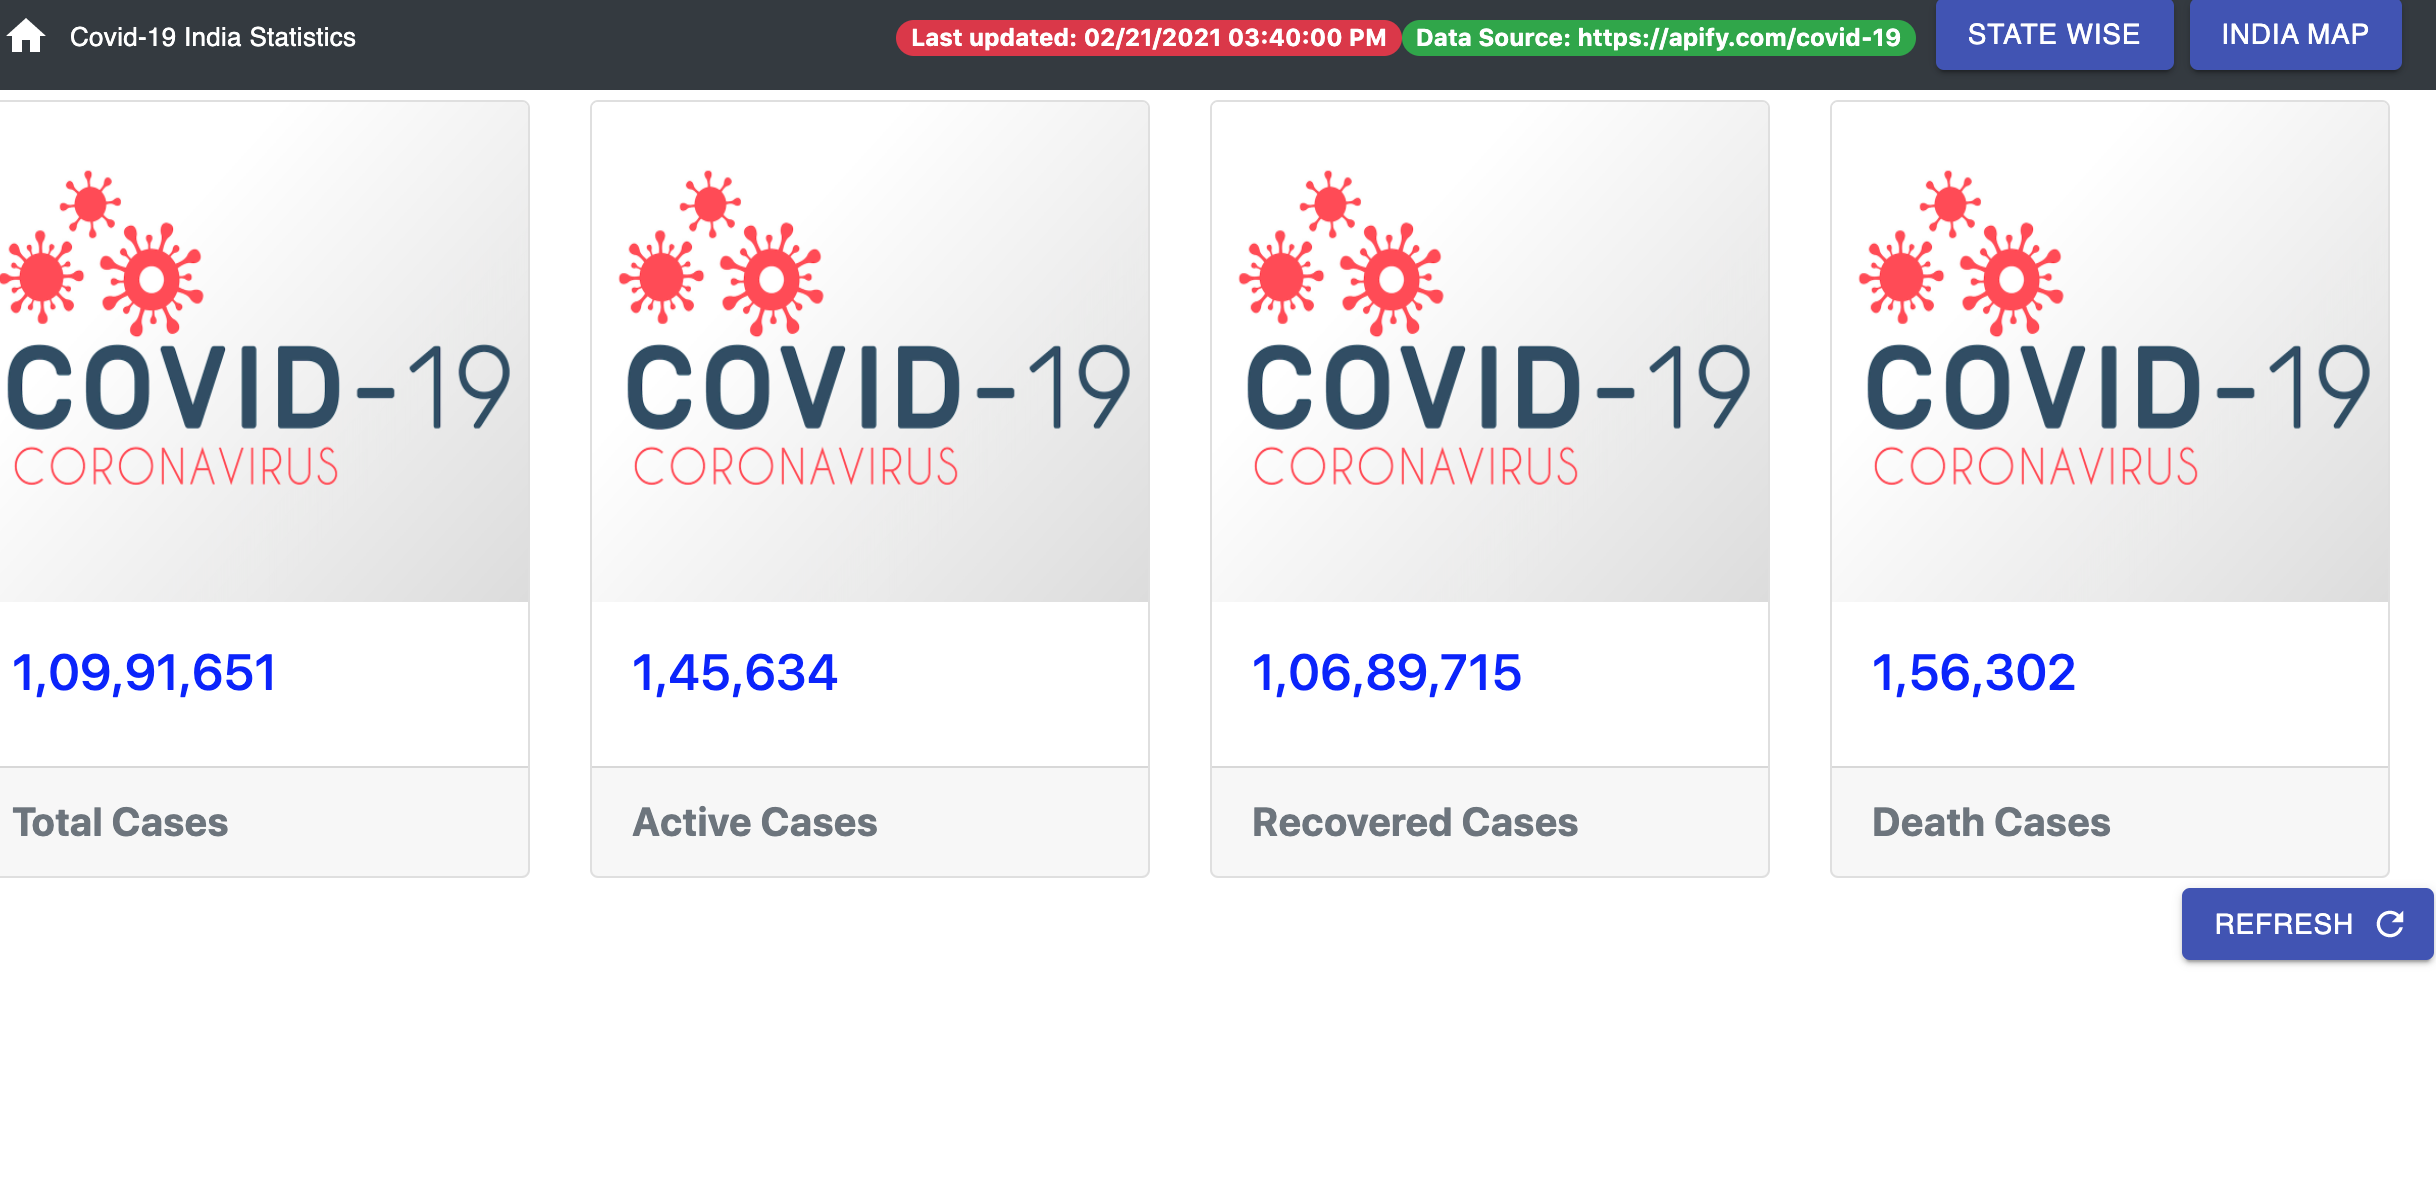 Covid-19 India Statistics
Last updated: 02/21/2021 03:40:00 PM
Data Source: https://apify.com/covid-19
STATE WISE
INDIA MAP
COVID-19
CORONAVIRUS
1,09,91,651
Total Cases
COVID-19
CORONAVIRUS
1,45,634
Active Cases
COVID-19
CORONAVIRUS
1,06,89,715
Recovered Cases
COVID-19
CORONAVIRUS
1,56,302
Death Cases
REFRESH